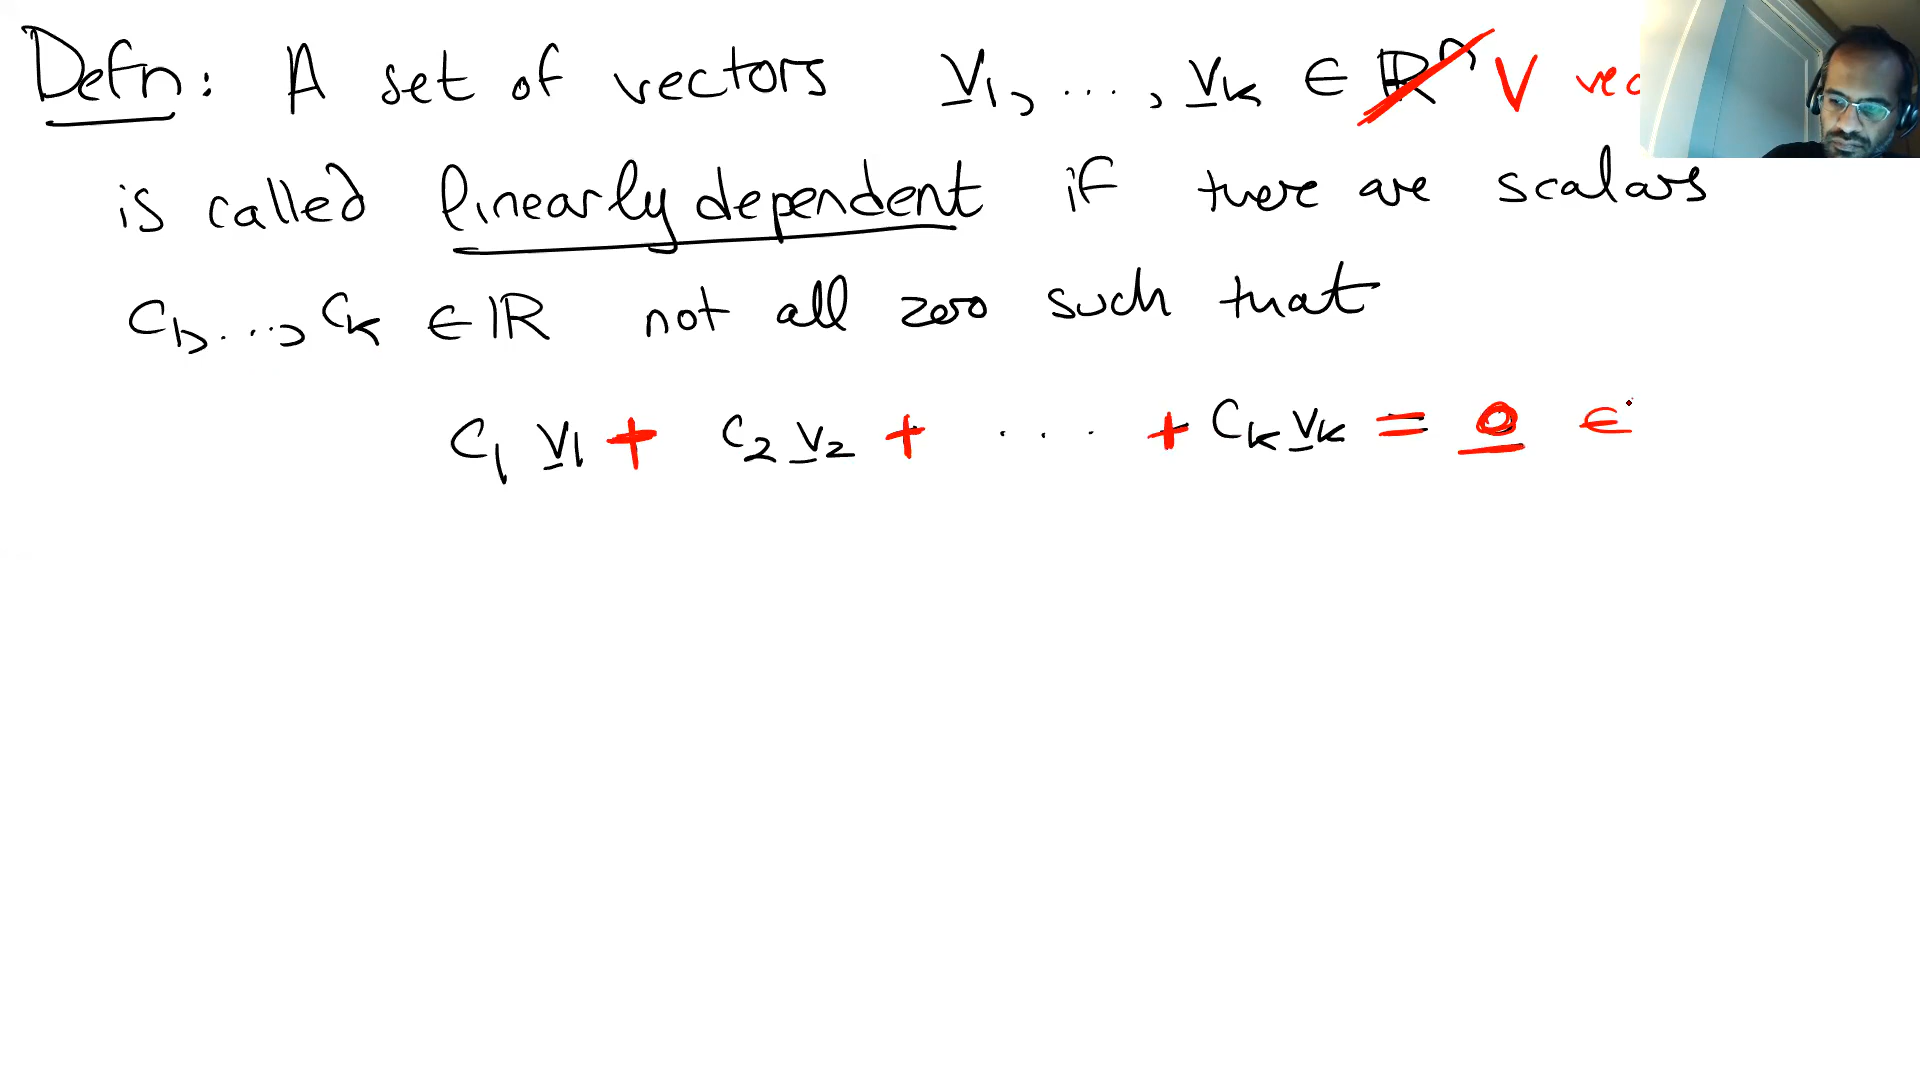 Defn: A set of vectors v1, ..., vk ∈ ℝⁿ V vec
is called linearly dependent if there are scalars
c1, ..., ck ∈ ℝ not all zero such that
c1 v1 + c2 v2 + .... + ck vk = 0 ∈